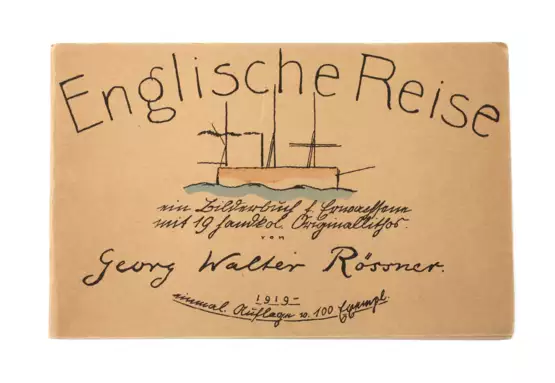 Englische Reise
ein Bilderbuch f. Erwachsene
mit 19 handkol. Originallithos.
von
Georg Walter Rössner.
1919
einmal. Auflage v. 100 Exempl.